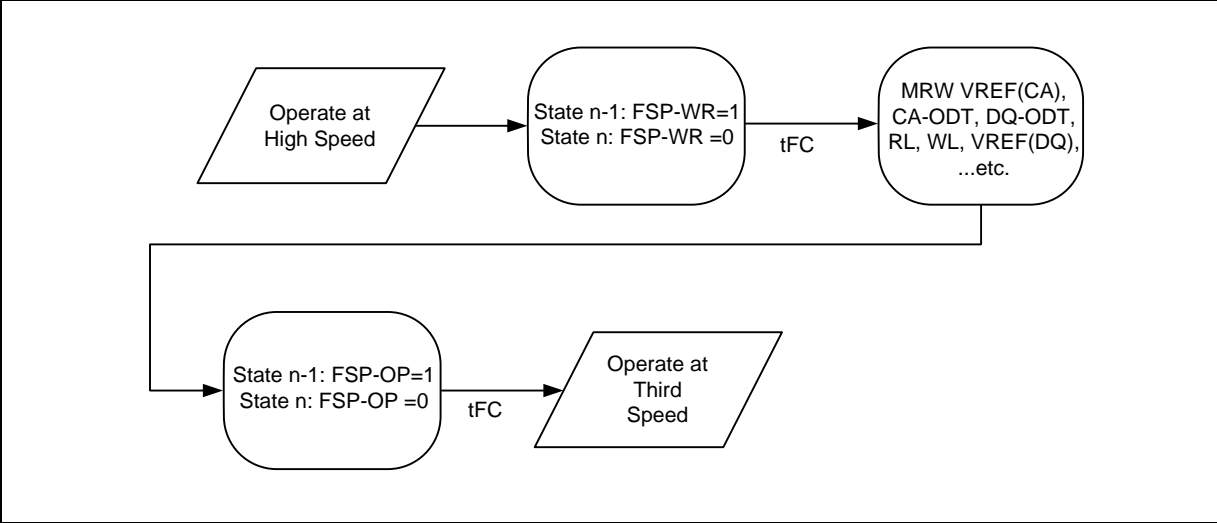 Operate at
High Speed
State n-1: FSP-WR=1
State n: FSP-WR =0
tFC
MRW VREF(CA),
CA-ODT, DQ-ODT,
RL, WL, VREF(DQ),
...etc.
State n-1: FSP-OP=1
State n: FSP-OP =0
tFC
Operate at
Third
Speed